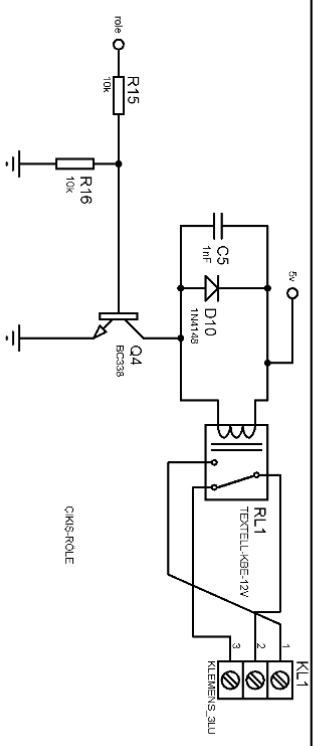 role
R15
10k
R16
10k
C5
1nF
D10
1N4148
5v
Q4
BC338
RL1
TEXTELL-KBE-12V
ÇIKIŞ-RÖLE
KL1
1
2
3
KLEMENS_3LU